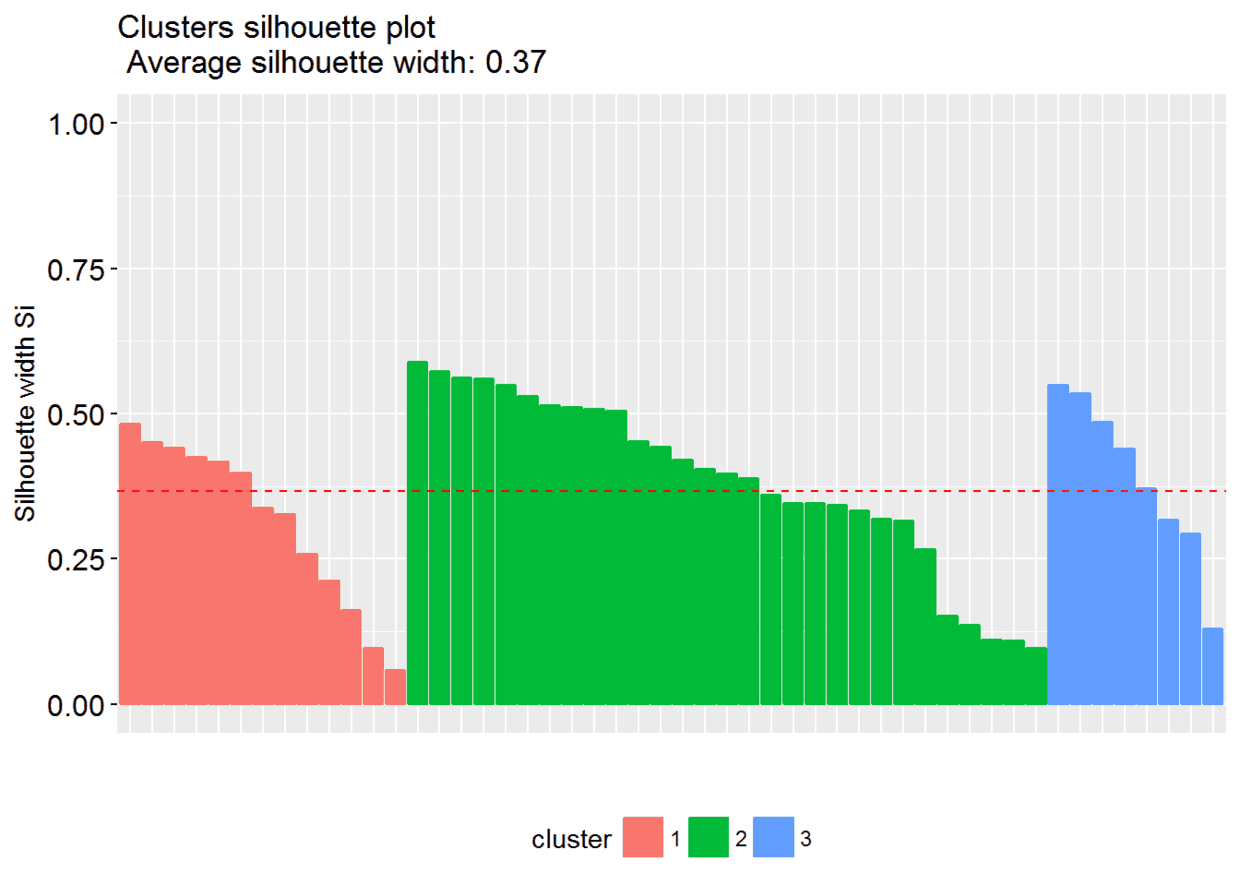 Clusters silhouette plot
Average silhouette width: 0.37
1.00
0.75
0.50
0.25
0.00
Silhouette width Si
cluster 1 2 3